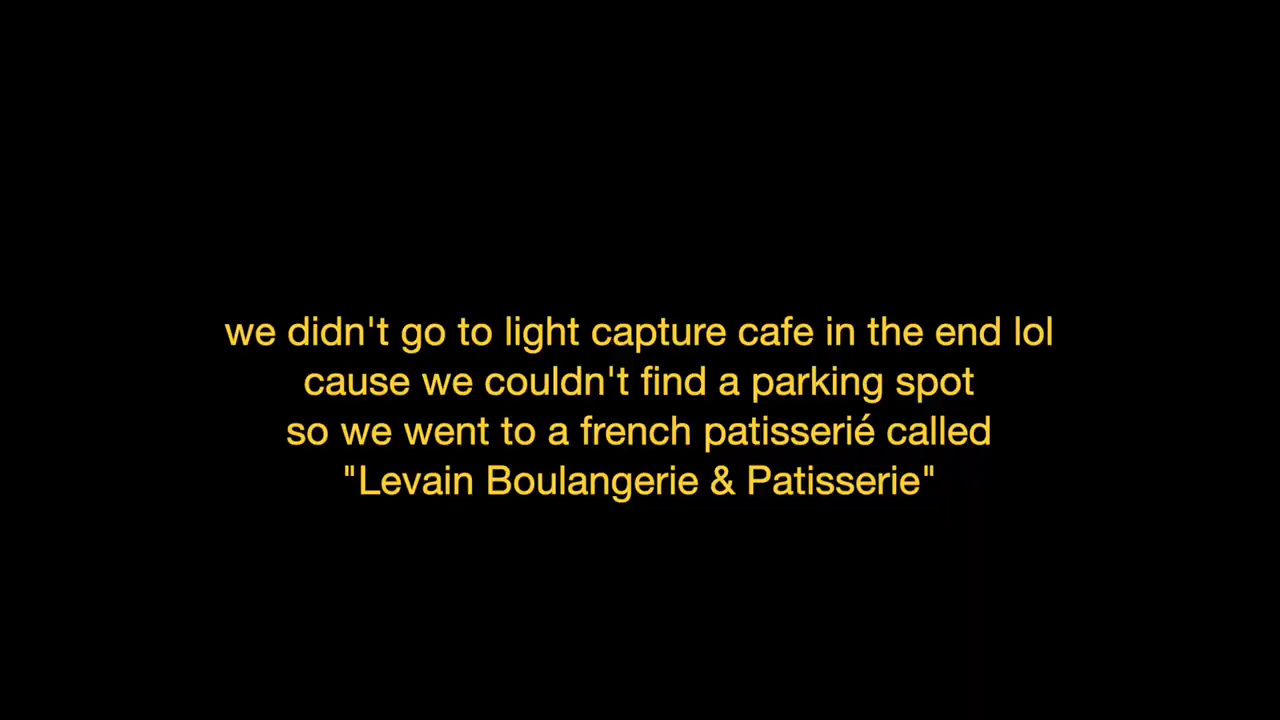 we didn't go to light capture cafe in the end lol
cause we couldn't find a parking spot
so we went to a french patisserié called
"Levain Boulangerie & Patisserie"